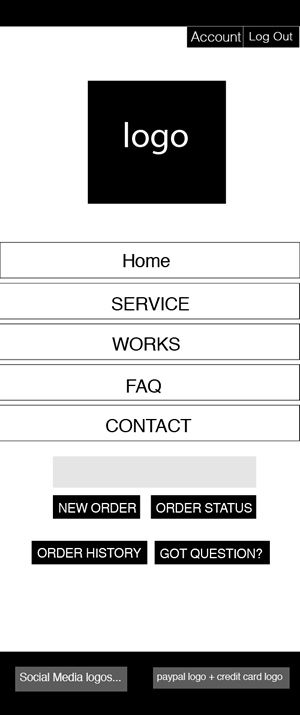 Account Log Out
logo
Home
SERVICE
WORKS
FAQ
CONTACT
NEW ORDER ORDER STATUS
ORDER HISTORY GOT QUESTION?
Social Media logos... paypal logo + credit card logo